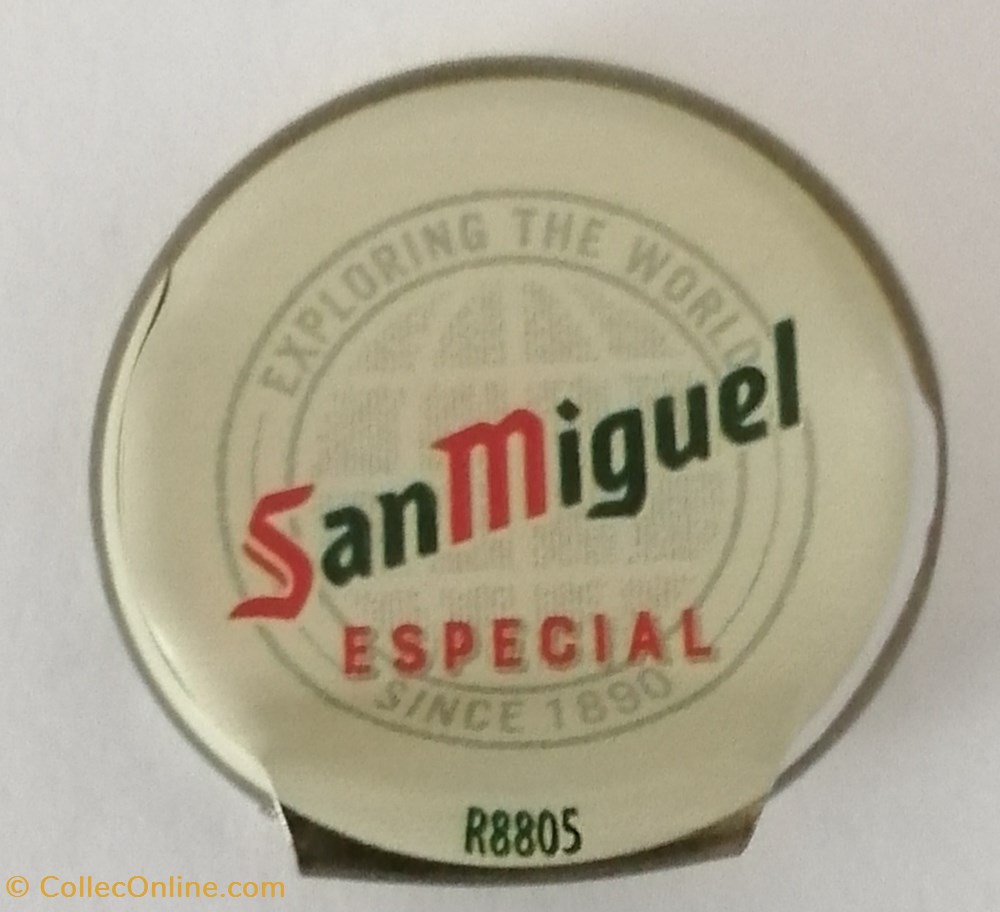 EXPLORING THE WORLD
SanMiguel
ESPECIAL
SINCE 1890
R8805
© CollecOnline.com